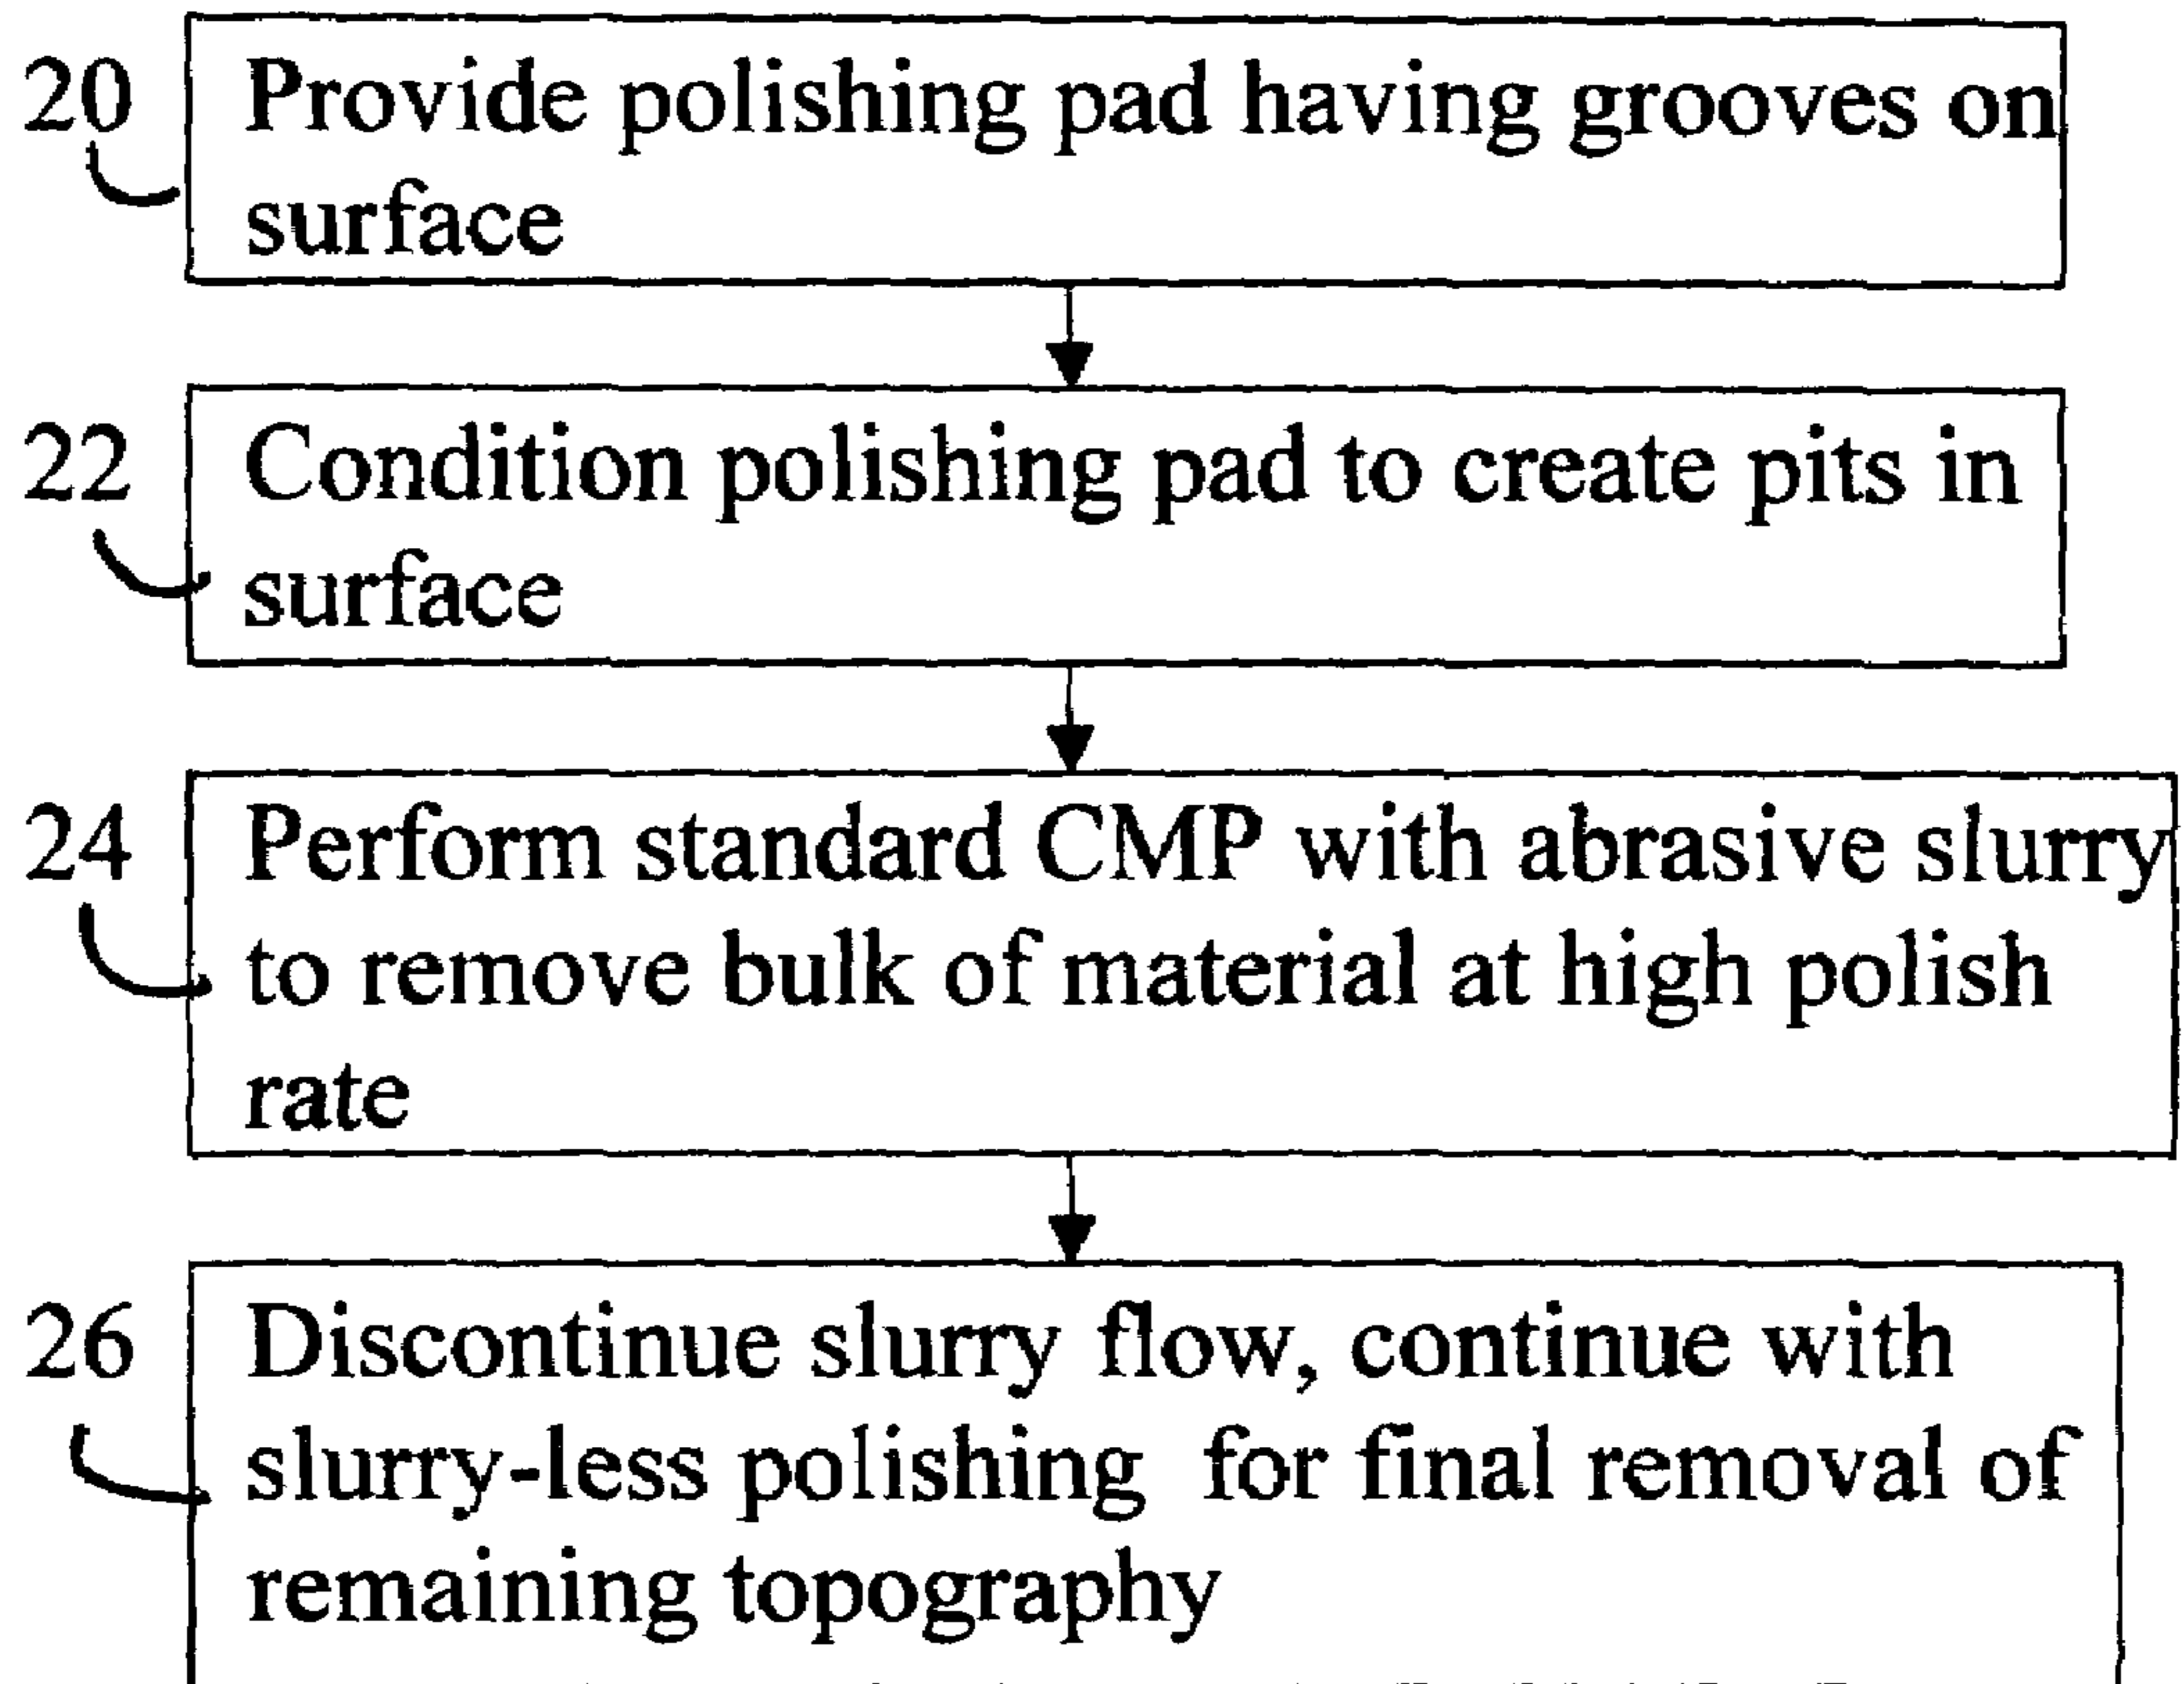 20
Provide polishing pad having grooves on
surface
22
Condition polishing pad to create pits in
surface
24
Perform standard CMP with abrasive slurry
to remove bulk of material at high polish
rate
26
Discontinue slurry flow, continue with
slurry-less polishing for final removal of
remaining topography